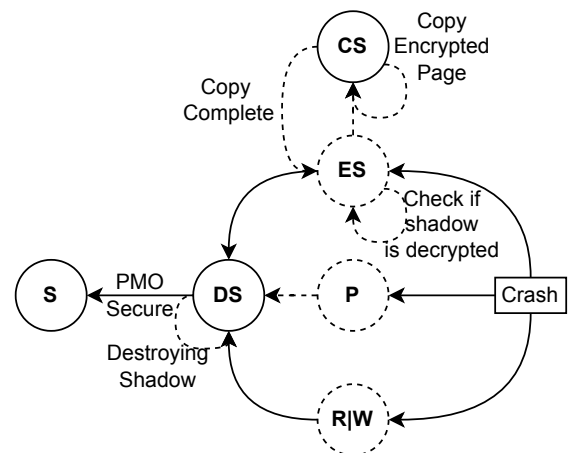 Copy
Encrypted
Page
CS
Copy
Complete
ES
Check if
shadow
is decrypted
S
PMO
Secure
DS
P
Crash
Destroying
Shadow
R|W